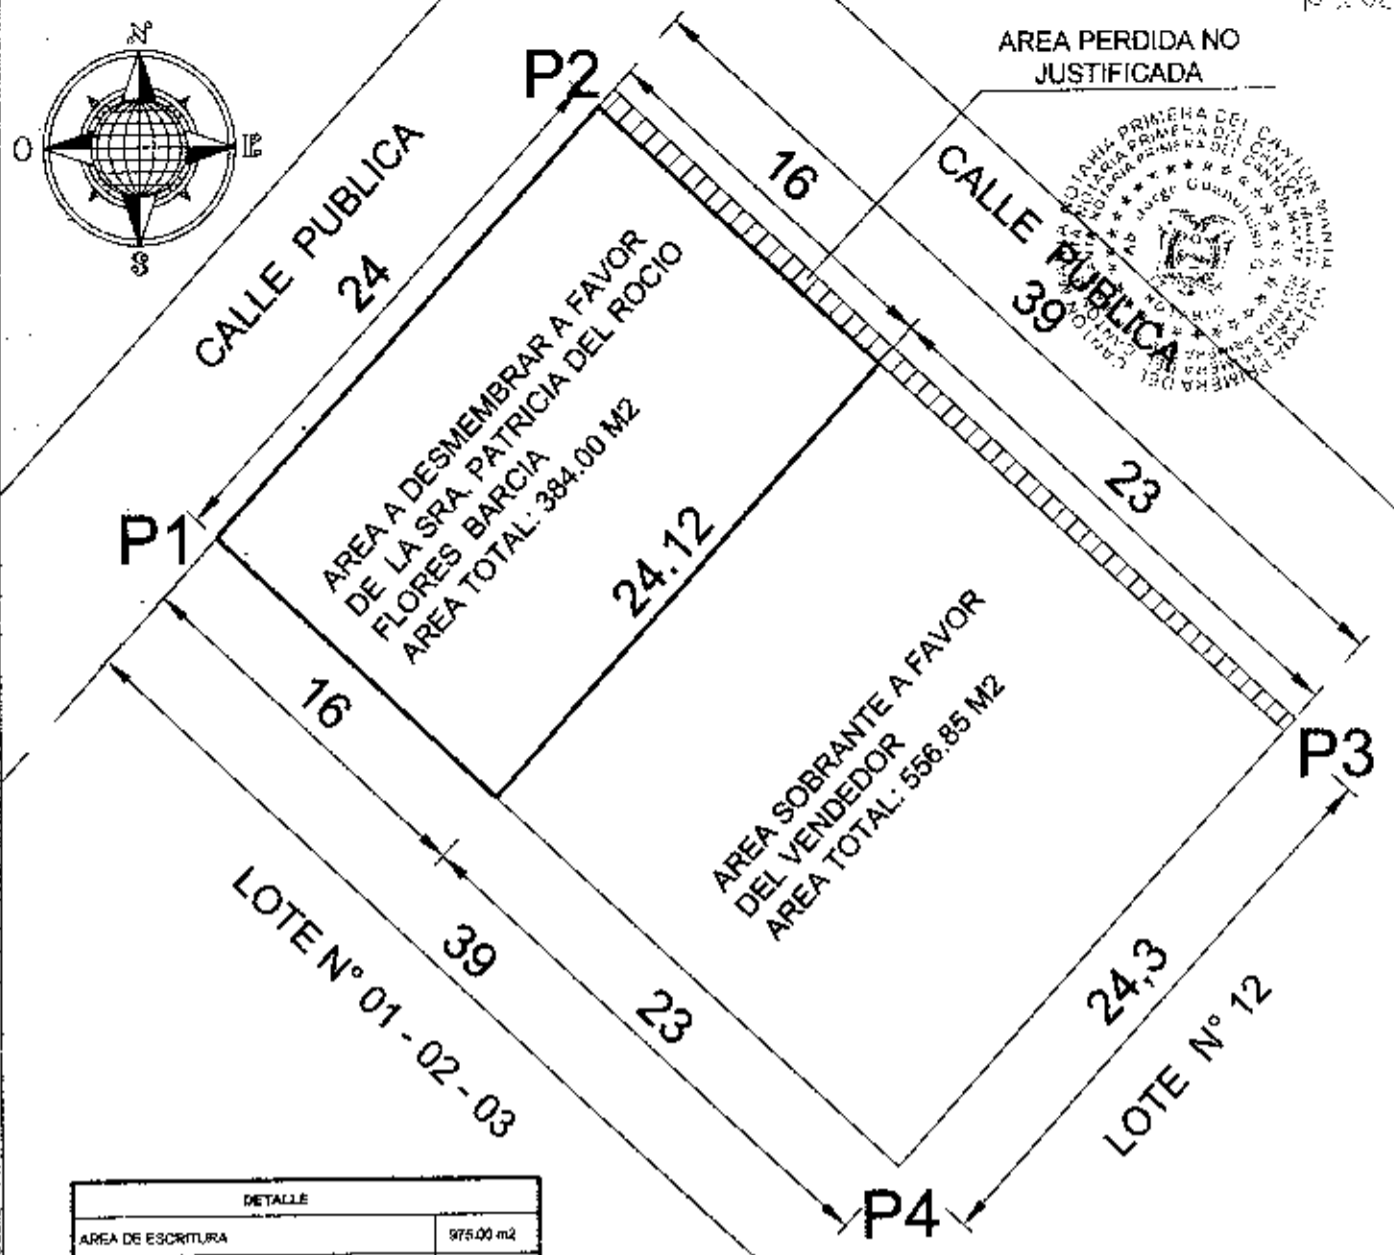 N
O
E
S
P2
AREA PERDIDA NO
JUSTIFICADA
CALLE PUBLICA
24
16
CALLE PUBLICA
39
23
AREA A DESMEMBRAR A FAVOR
DE LA SRA. PATRICIA DEL ROCIO
FLORES BARCIA
AREA TOTAL: 384.00 M2
P1
24.12
16
AREA SOBRANTE A FAVOR
DEL VENDEDOR
AREA TOTAL: 556.85 M2
P3
LOTE N° 01 - 02 - 03
39
23
24,3
LOTE N° 12
P4
DETALLE
AREA DE ESCRITURA
975.00 m2